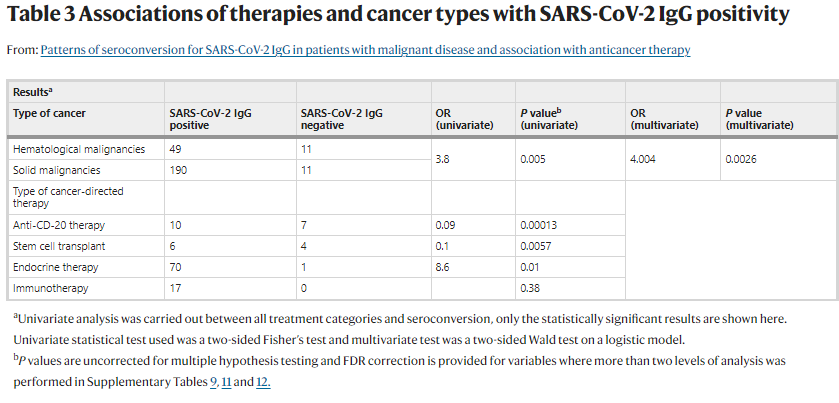 Table 3 Associations of therapies and cancer types with SARS-CoV-2 IgG positivity
From: Patterns of seroconversion for SARS-CoV-2 IgG in patients with malignant disease and association with anticancer therapy
Resultsᵃ
Type of cancer SARS-CoV-2 IgG positive SARS-CoV-2 IgG negative OR (univariate) P valueᵇ (univariate) OR (multivariate) P value (multivariate)
Hematological malignancies 49 11 3.8 0.005 4.004 0.0026
Solid malignancies 190 11
Type of cancer-directed therapy
Anti-CD-20 therapy 10 7 0.09 0.00013
Stem cell transplant 6 4 0.1 0.0057
Endocrine therapy 70 1 8.6 0.01
Immunotherapy 17 0 0.38
ᵃUnivariate analysis was carried out between all treatment categories and seroconversion, only the statistically significant results are shown here.
Univariate statistical test used was a two-sided Fisher's test and multivariate test was a two-sided Wald test on a logistic model.
ᵇP values are uncorrected for multiple hypothesis testing and FDR correction is provided for variables where more than two levels of analysis was
performed in Supplementary Tables 9, 11 and 12.